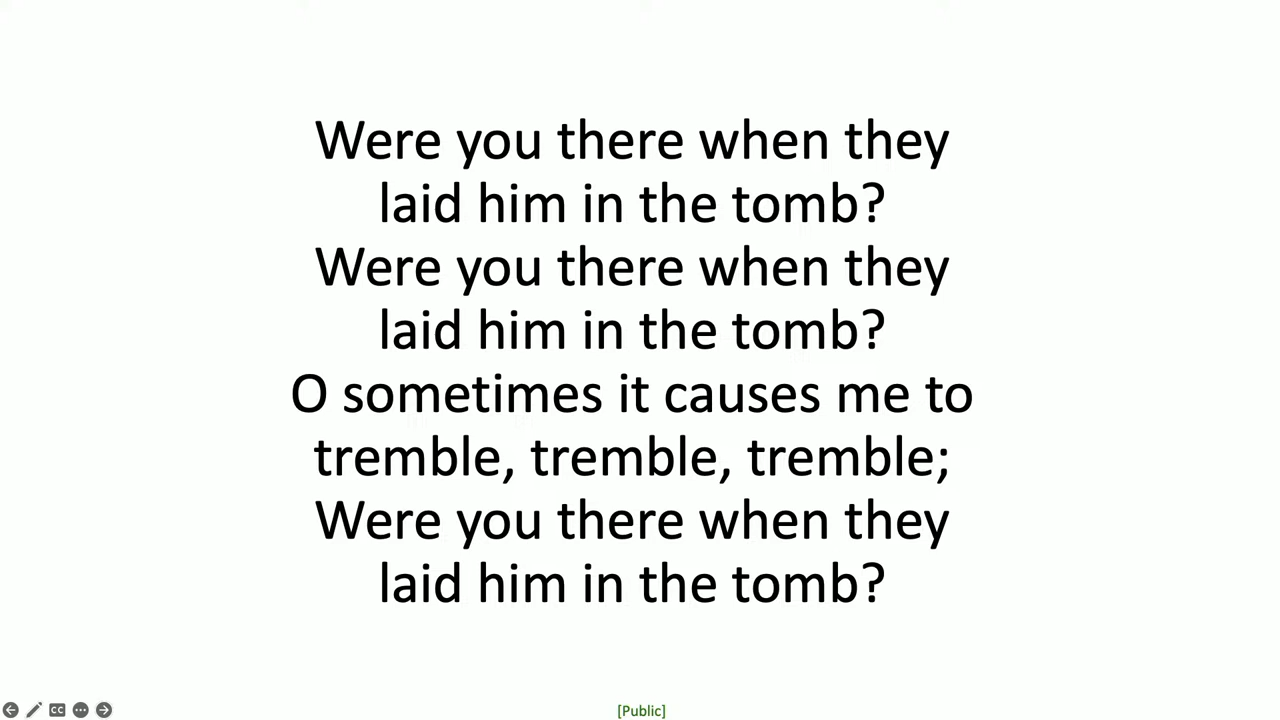 Were you there when they
laid him in the tomb?
Were you there when they
laid him in the tomb?
O sometimes it causes me to
tremble, tremble, tremble;
Were you there when they
laid him in the tomb?
CC
[Public]